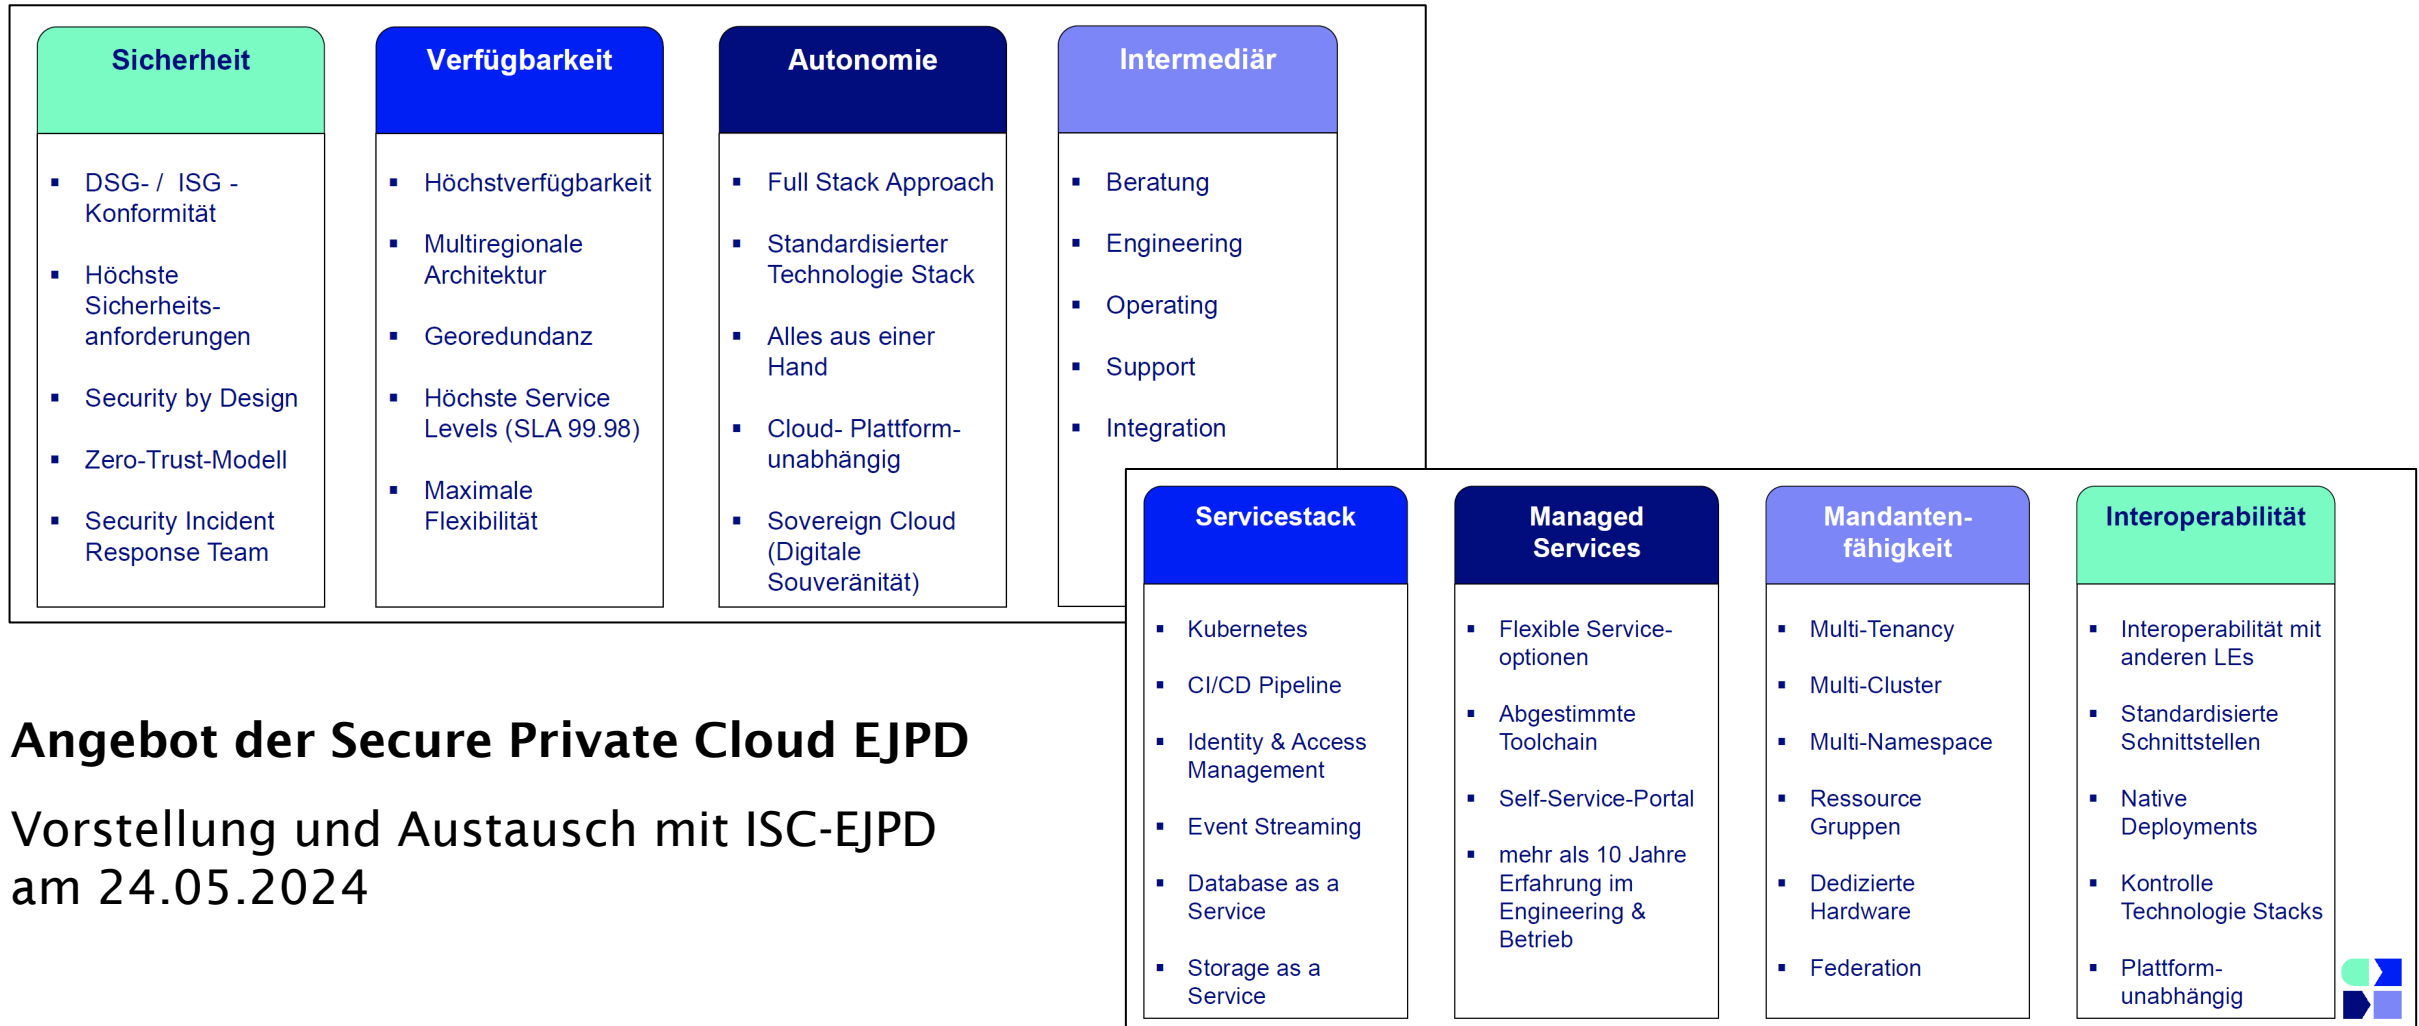 Sicherheit
DSG- /  ISG -
Konformität
Höchste
Sicherheits-
anforderungen
Security by Design
Zero-Trust-Modell
Security Incident
Response Team
Verfügbarkeit
Höchstverfügbarkeit
Multiregionale
Architektur
Georedundanz
Höchste Service
Levels (SLA 99.98)
Maximale
Flexibilität
Autonomie
Full Stack Approach
Standardisierter
Technologie Stack
Alles aus einer
Hand
Cloud- Plattform-
unabhängig
Sovereign Cloud
(Digitale
Souveränität)
Intermediär
Beratung
Engineering
Operating
Support
Integration
Angebot der Secure Private Cloud EJPD
Vorstellung und Austausch mit ISC-EJPD
am 24.05.2024
Servicestack
Kubernetes
CI/CD Pipeline
Identity & Access
Management
Event Streaming
Database as a
Service
Storage as a
Service
Managed
Services
Flexible Service-
optionen
Abgestimmte
Toolchain
Self-Service-Portal
mehr als 10 Jahre
Erfahrung im
Engineering &
Betrieb
Mandanten-
fähigkeit
Multi-Tenancy
Multi-Cluster
Multi-Namespace
Ressource
Gruppen
Dedizierte
Hardware
Federation
Interoperabilität
Interoperabilität mit
anderen LEs
Standardisierte
Schnittstellen
Native
Deployments
Kontrolle
Technologie Stacks
Plattform-
unabhängig